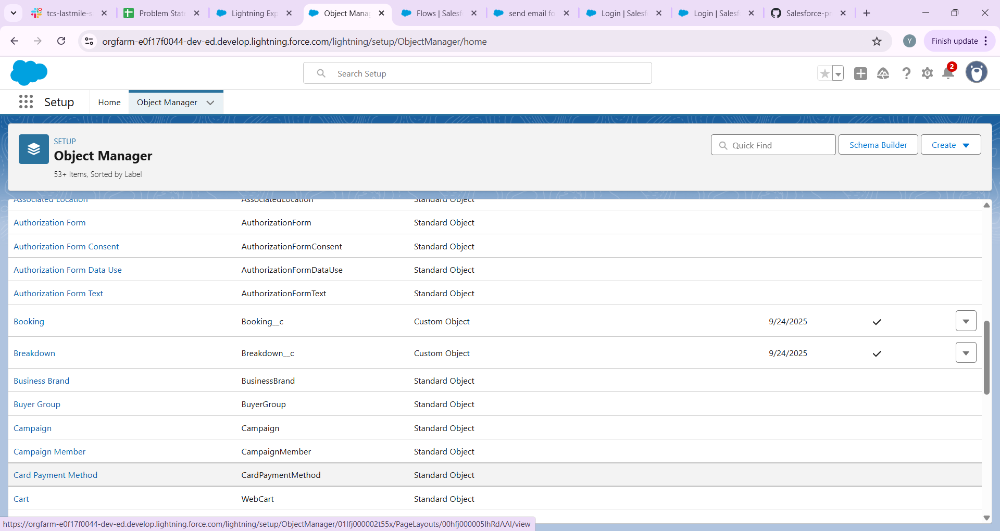 tcs-lastmile-s
Problem State
Lightning Exp
Object Manag
Flows | Salesf
send email fo
Login | Salesf
Login | Salesf
Salesforce-pr
orgfarm-e0f17f0044-dev-ed.develop.lightning.force.com/lightning/setup/ObjectManager/home
Y
Finish update
Search Setup
2
Setup
Home
Object Manager
SETUP
Object Manager
53+ Items, Sorted by Label
Quick Find
Schema Builder
Create
Associated Location AssociatedLocation Standard Object
Authorization Form AuthorizationForm Standard Object
Authorization Form Consent AuthorizationFormConsent Standard Object
Authorization Form Data Use AuthorizationFormDataUse Standard Object
Authorization Form Text AuthorizationFormText Standard Object
Booking Booking__c Custom Object 9/24/2025
Breakdown Breakdown__c Custom Object 9/24/2025
Business Brand BusinessBrand Standard Object
Buyer Group BuyerGroup Standard Object
Campaign Campaign Standard Object
Campaign Member CampaignMember Standard Object
Card Payment Method CardPaymentMethod Standard Object
Cart WebCart Standard Object
https://orgfarm-e0f17f0044-dev-ed.develop.lightning.force.com/lightning/setup/ObjectManager/01Ifj000002t55x/PageLayouts/00hfj000005IhRdAAI/view